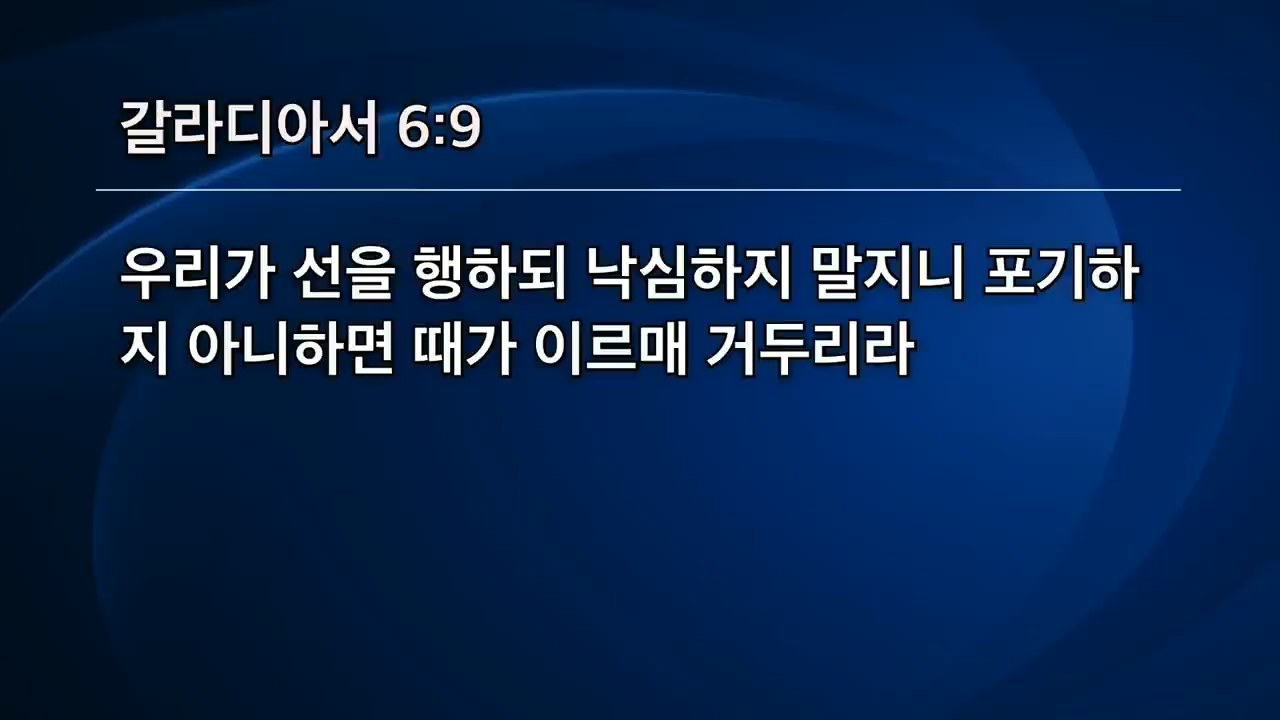 갈라디아서 6:9
우리가 선을 행하되 낙심하지 말지니 포기하
지 아니하면 때가 이르매 거두리라